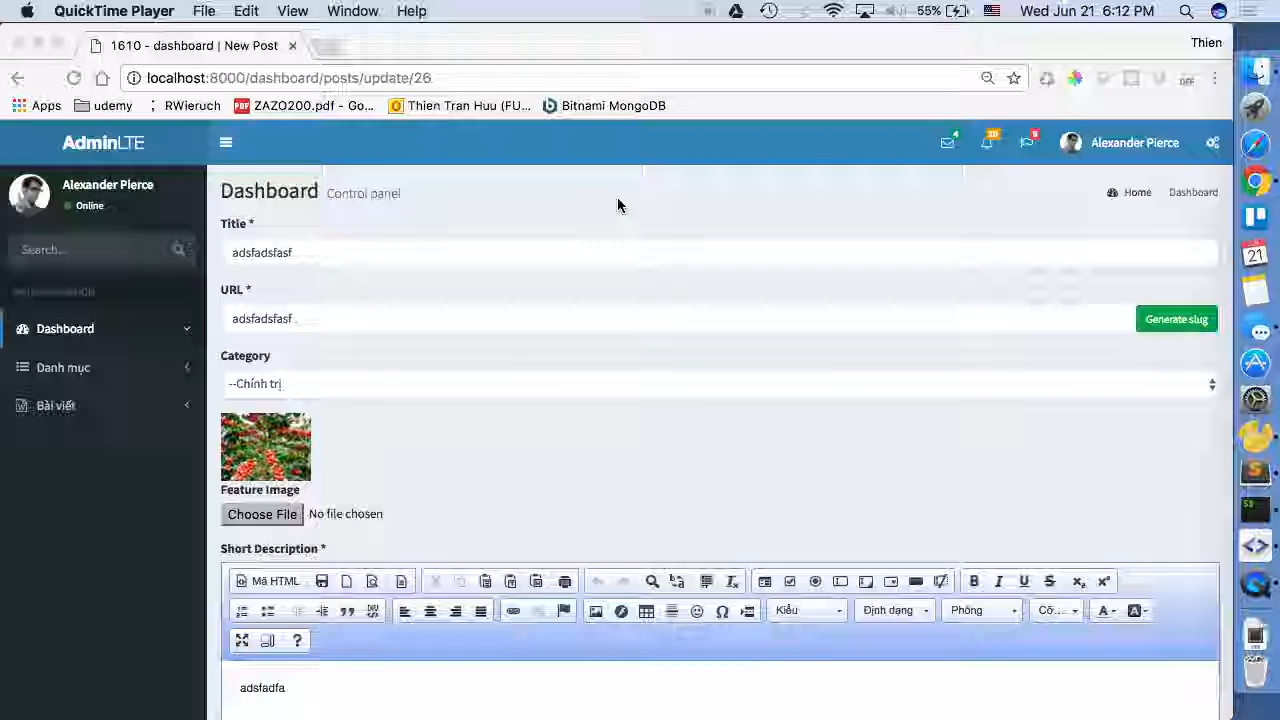 QuickTime Player File Edit View Window Help 55% Wed Jun 21 6:12 PM
1610 - dashboard | New Post Thien
localhost:8000/dashboard/posts/update/26
Apps udemy RWieruch ZAZO200.pdf - Go... Thien Tran Huu (FU... Bitnami MongoDB
AdminLTE Alexander Pierce
Alexander Pierce
Online
Search...
Dashboard
Danh mục
Bài viết
Dashboard Control panel Home Dashboard
Title *
adsfadsfasf
URL *
adsfadsfasf Generate slug
Category
--Chính trị
Feature Image
Choose File No file chosen
Short Description *
Mã HTML
Kiểu Định dạng Phông Cỡ...
adsfadfa
21